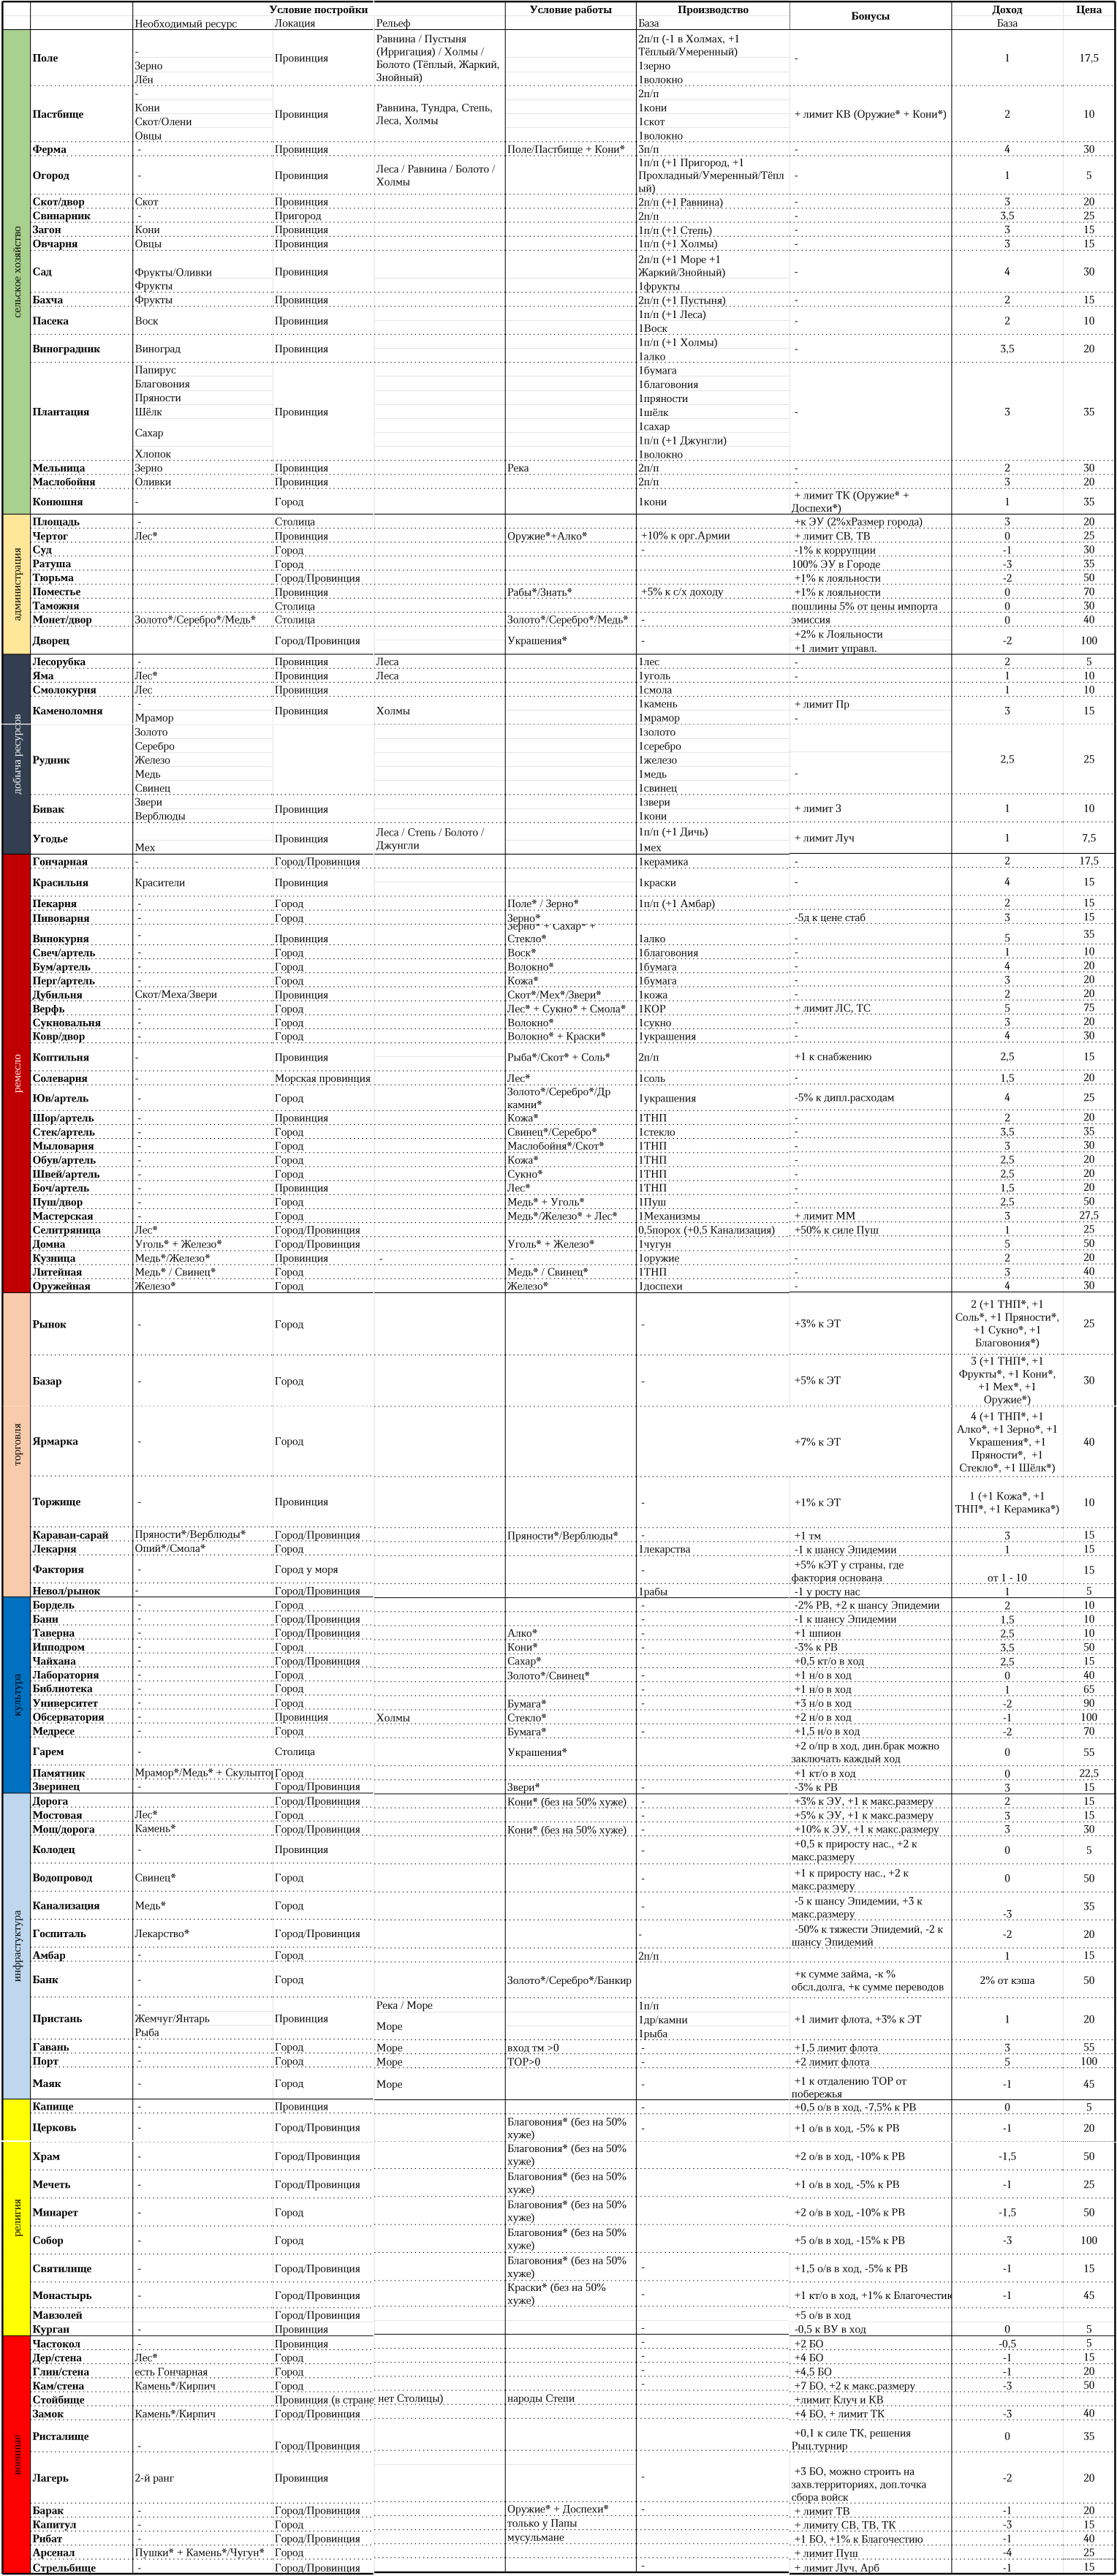 Условие постройки Условие работы Производство Бонусы Доход Цена
Необходимый ресурс Локация Рельеф База База
сельское хозяйство
Поле - Провинция Равнина / Пустыня (Ирригация) / Холмы / Болото (Тёплый, Жаркий, Знойный) 2п/п (-1 в Холмах, +1 Тёплый/Умеренный) - 1 17,5
Зерно 1зерно
Лён 1волокно
Пастбище - Провинция Равнина, Тундра, Степь, Леса, Холмы 2п/п + лимит КВ (Оружие* + Кони*) 2 10
Кони 1кони
Скот/Олени 1скот
Овцы 1волокно
Ферма - Провинция Поле/Пастбище + Кони* 3п/п - 4 30
Огород - Провинция Леса / Равнина / Болото / Холмы 1п/п (+1 Пригород, +1 Прохладный/Умеренный/Тёплый) - 1 5
Скот/двор Скот Провинция 2п/п (+1 Равнина) - 3 20
Свинарник - Пригород 2п/п - 3,5 25
Загон Кони Провинция 1п/п (+1 Степь) - 3 15
Овчарня Овцы Провинция 1п/п (+1 Холмы) - 3 15
Сад Фрукты/Оливки Провинция 2п/п (+1 Море +1 Жаркий/Знойный) - 4 30
Фрукты 1фрукты
Бахча Фрукты Провинция 2п/п (+1 Пустыня) - 2 15
Пасека Воск Провинция 1п/п (+1 Леса) - 2 10
1Воск
Виноградник Виноград Провинция 1п/п (+1 Холмы) - 3,5 20
1алко
Плантация Папирус Провинция 1бумага - 3 35
Благовония 1благовония
Пряности 1пряности
Шёлк 1шёлк
Сахар 1сахар
1п/п (+1 Джунгли)
Хлопок 1волокно
Мельница Зерно Провинция Река 2п/п - 2 30
Маслобойня Оливки Провинция 2п/п - 3 20
Конюшня - Город 1кони + лимит ТК (Оружие* + Доспехи*) 1 35
администрация
Площадь - Столица +к ЭУ (2%хРазмер города) 3 20
Чертог Лес* Провинция Оружие*+Алко* +10% к орг.Армии + лимит СВ, ТВ 0 25
Суд Город - -1% к коррупции -1 30
Ратуша Город 100% ЭУ в Городе -3 35
Тюрьма Город/Провинция +1% к лояльности -2 50
Поместье Провинция Рабы*/Знать* +5% к с/х доходу +1% к лояльности 0 70
Таможня Столица пошлины 5% от цены импорта 0 30
Монет/двор Золото*/Серебро*/Медь* Столица Золото*/Серебро*/Медь* - эмиссия 0 40
Дворец Город/Провинция Украшения* - +2% к Лояльности -2 100
+1 лимит управл.
добыча ресурсов
Лесорубка - Провинция Леса 1лес - 2 5
Яма Лес* Провинция Леса 1уголь - 1 10
Смолокурня Лес Провинция 1смола 1 10
Каменоломня - Провинция Холмы 1камень + лимит Пр 3 15
Мрамор 1мрамор -
Рудник Золото 1золото - 2,5 25
Серебро 1серебро
Железо 1железо
Медь 1медь
Свинец 1свинец
Бивак Звери Провинция 1звери + лимит З 1 10
Верблюды 1кони
Угодье Провинция Леса / Степь / Болото / Джунгли 1п/п (+1 Дичь) + лимит Луч 1 7,5
Мех 1мех
ремесло
Гончарная - Город/Провинция 1керамика - 2 17,5
Красильня Красители Провинция 1краски - 4 15
Пекарня - Город Поле* / Зерно* 1п/п (+1 Амбар) 2 15
Пивоварня - Город Зерно* -5д к цене стаб 3 15
Винокурня - Провинция Зерно* + Сахар* + Стекло* 1алко - 5 35
Свеч/артель - Город Воск* 1благовония - 1 10
Бум/артель - Город Волокно* 1бумага - 4 20
Перг/артель - Город Кожа* 1бумага - 3 20
Дубильня Скот/Меха/Звери Провинция Скот*/Мех*/Звери* 1кожа - 2 20
Верфь - Город Лес* + Сукно* + Смола* 1КОР + лимит ЛС, ТС 5 75
Сукновальня - Город Волокно* 1сукно - 3 20
Ковр/двор - Город Волокно* + Краски* 1украшения - 4 30
Коптильня - Провинция Рыба*/Скот* + Соль* 2п/п +1 к снабжению 2,5 15
Солеварня - Морская провинция Лес* 1соль - 1,5 20
Юв/артель - Город Золото*/Серебро*/Др камни* 1украшения -5% к дипл.расходам 4 25
Шор/артель - Провинция Кожа* 1ТНП - 2 20
Стек/артель - Город Свинец*/Серебро* 1стекло - 3,5 35
Мыловарня - Город Маслобойня*/Скот* 1ТНП - 3 30
Обув/артель - Город Кожа* 1ТНП - 2,5 20
Швей/артель - Город Сукно* 1ТНП - 2,5 20
Боч/артель - Провинция Лес* 1ТНП - 1,5 20
Пуш/двор - Город Медь* + Уголь* 1Пуш - 2,5 50
Мастерская - Город Медь*/Железо* + Лес* 1Механизмы + лимит ММ 3 27,5
Селитряница Лес* Город/Провинция 0,5порох (+0,5 Канализация) +50% к силе Пуш 1 25
Домна Уголь* + Железо* Город/Провинция Уголь* + Железо* 1чугун 5 50
Кузница Медь*/Железо* Провинция - - 1оружие - 2 20
Литейная Медь* / Свинец* Город Медь* / Свинец* 1ТНП - 3 40
Оружейная Железо* Город Железо* 1доспехи - 4 30
торговля
Рынок - Город - +3% к ЭТ 2 (+1 ТНП*, +1 Соль*, +1 Пряности*, +1 Сукно*, +1 Благовония*) 25
Базар - Город - +5% к ЭТ 3 (+1 ТНП*, +1 Фрукты*, +1 Кони*, +1 Мех*, +1 Оружие*) 30
Ярмарка - Город - +7% к ЭТ 4 (+1 ТНП*, +1 Алко*, +1 Зерно*, +1 Украшения*, +1 Пряности*, +1 Стекло*, +1 Шёлк*) 40
Торжище - Провинция - +1% к ЭТ 1 (+1 Кожа*, +1 ТНП*, +1 Керамика*) 10
Караван-сарай Пряности*/Верблюды* Город/Провинция Пряности*/Верблюды* - +1 тм 3 15
Лекарня Опий*/Смола* Город 1лекарства -1 к шансу Эпидемии 1 15
Фактория - Город у моря - +5% кЭТ у страны, где фактория основана от 1 - 10 15
Невол/рынок - Город/Провинция 1рабы -1 у росту нас 1 5
культура
Бордель - Город - -2% РВ, +2 к шансу Эпидемии 2 10
Бани - Город/Провинция - -1 к шансу Эпидемии 1,5 10
Таверна - Город/Провинция Алко* - +1 шпион 2,5 10
Ипподром - Город Кони* - -3% к РВ 3,5 50
Чайхана - Город/Провинция Сахар* - +0,5 кт/о в ход 2,5 15
Лаборатория - Город Золото*/Свинец* - +1 н/о в ход 0 40
Библиотека - Город - +1 н/о в ход 1 65
Университет - Город Бумага* - +3 н/о в ход -2 90
Обсерватория - Провинция Холмы Стекло* - +2 н/о в ход -1 100
Медресе - Город Бумага* - +1,5 н/о в ход -2 70
Гарем - Столица Украшения* +2 о/пр в ход, дин.брак можно заключать каждый ход 0 55
Памятник Мрамор*/Медь* + Скульптор Город +1 кт/о в ход 0 22,5
Зверинец - Город/Провинция Звери* - -3% к РВ 3 15
инфраструктура
Дорога Город/Провинция Кони* (без на 50% хуже) - +3% к ЭУ, +1 к макс.размеру 2 15
Мостовая Лес* Город/Провинция - +5% к ЭУ, +1 к макс.размеру 3 15
Мощ/дорога Камень* Город/Провинция Кони* (без на 50% хуже) - +10% к ЭУ, +1 к макс.размеру 3 30
Колодец - Провинция - +0,5 к приросту нас., +2 к макс.размеру 0 5
Водопровод Свинец* Город - +1 к приросту нас., +2 к макс.размеру 0 50
Канализация Медь* Город - -5 к шансу Эпидемии, +3 к макс.размеру -3 35
Госпиталь Лекарство* Город/Провинция - -50% к тяжести Эпидемий, -2 к шансу Эпидемий -2 20
Амбар - Город 2п/п 1 15
Банк - Город Золото*/Серебро*/Банкир +к сумме займа, -к % обсл.долга, +к сумме переводов 2% от кэша 50
Пристань - Провинция Река / Море 1п/п +1 лимит флота, +3% к ЭТ 1 20
Жемчуг/Янтарь Море 1др/камни
Рыба 1рыба
Гавань - Город Море вход тм >0 - +1,5 лимит флота 3 55
Порт - Город Море ТОР>0 - +2 лимит флота 5 100
Маяк - Город Море - +1 к отдалению ТОР от побережья -1 45
религия
Капище - Провинция - +0,5 о/в в ход, -7,5% к РВ 0 5
Церковь - Город/Провинция Благовония* (без на 50% хуже) - +1 о/в в ход, -5% к РВ -1 20
Храм - Город/Провинция Благовония* (без на 50% хуже) - +2 о/в в ход, -10% к РВ -1,5 50
Мечеть - Город/Провинция Благовония* (без на 50% хуже) - +1 о/в в ход, -5% к РВ -1 25
Минарет - Город/Провинция Благовония* (без на 50% хуже) - +2 о/в в ход, -10% к РВ -1,5 50
Собор - Город Благовония* (без на 50% хуже) - +5 о/в в ход, -15% к РВ -3 100
Святилище - Город/Провинция Благовония* (без на 50% хуже) - +1,5 о/в в ход, -5% к РВ -1 15
Монастырь - Город/Провинция Краски* (без на 50% хуже) - +1 кт/о в ход, +1% к Благочестию -1 45
Мавзолей Город/Провинция +5 о/в в ход
Курган - Провинция - -0,5 к ВУ в ход 0 5
военные
Частокол - Провинция - +2 БО -0,5 5
Дер/стена Лес* Город - +4 БО -1 15
Глин/стена есть Гончарная Город +4,5 БО -1 20
Кам/стена Камень*/Кирпич Город - +7 БО, +2 к макс.размеру -3 50
Стойбище Провинция (в стране нет Столицы) народы Степи +лимит Клуч и КВ
Замок Камень*/Кирпич Город/Провинция +4 БО, + лимит ТК -3 40
Ристалище - Город/Провинция +0,1 к силе ТК, решения Рыц.турнир 0 35
Лагерь 2-й ранг Провинция - +3 БО, можно строить на захв.территориях, доп.точка сбора войск -2 20
Барак - Город/Провинция Оружие* + Доспехи* - + лимит ТВ -1 20
Капитул - Город/Провинция только у Папы + лимиту СВ, ТВ, ТК -3 15
Рибат - Город/Провинция мусульмане +1 БО, +1% к Благочестию -1 40
Арсенал Пушки* + Камень*/Чугун* Город + лимит Пуш -4 25
Стрельбище - Город/Провинция - + лимит Луч, Арб -1 15